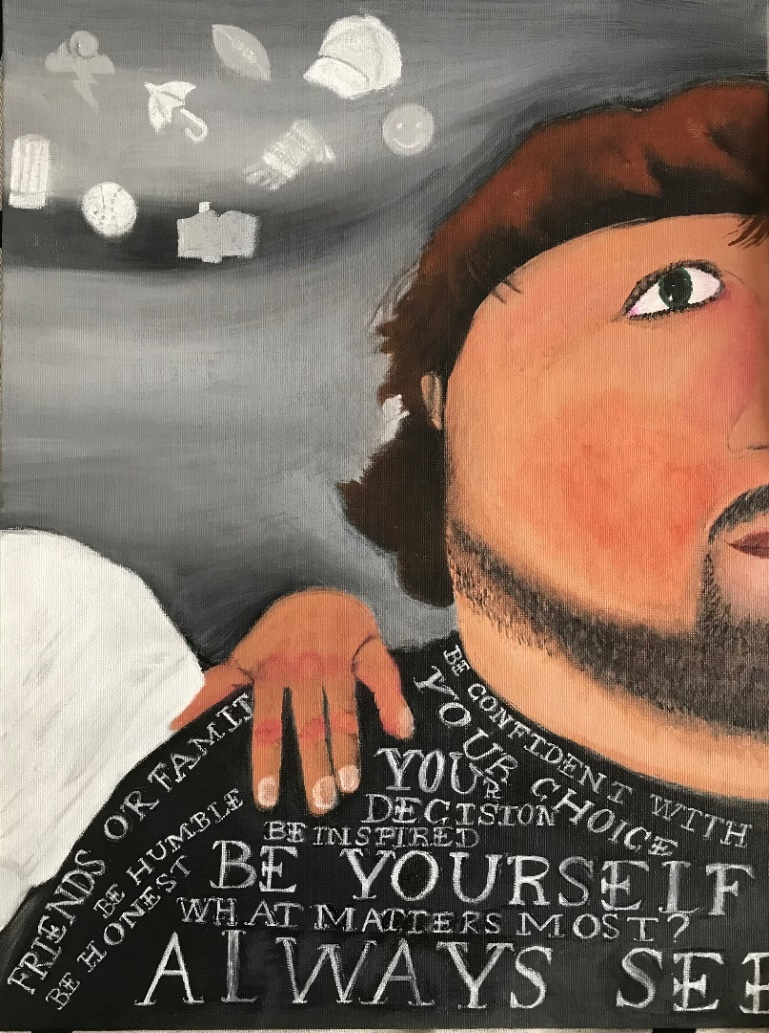 FRIENDS OR FAMIL
BE HUMBLE
BE HONEST
BE CONFIDENT WITH
YOUR CHOICE
YOUR
DECISION
BE INSPIRED
BE YOURSELF
WHAT MATTERS MOST?
ALWAYS SEE